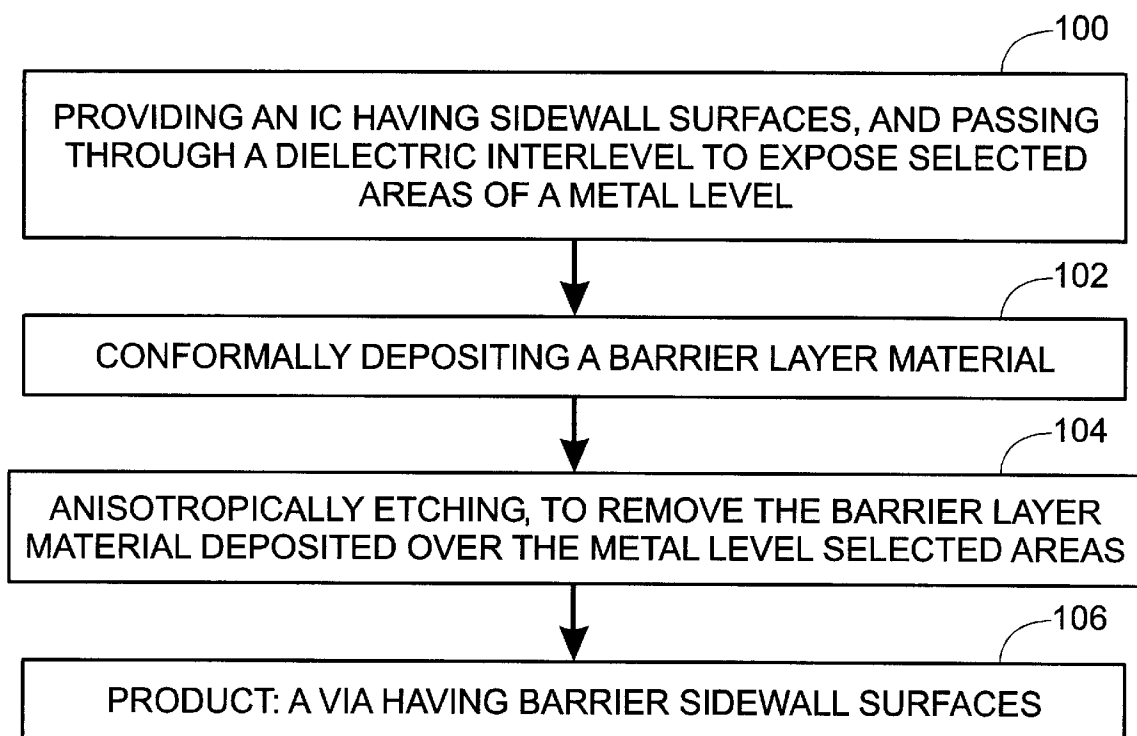 100
PROVIDING AN IC HAVING SIDEWALL SURFACES, AND PASSING
THROUGH A DIELECTRIC INTERLEVEL TO EXPOSE SELECTED
AREAS OF A METAL LEVEL
102
CONFORMALLY DEPOSITING A BARRIER LAYER MATERIAL
104
ANISOTROPICALLY ETCHING, TO REMOVE THE BARRIER LAYER
MATERIAL DEPOSITED OVER THE METAL LEVEL SELECTED AREAS
106
PRODUCT: A VIA HAVING BARRIER SIDEWALL SURFACES